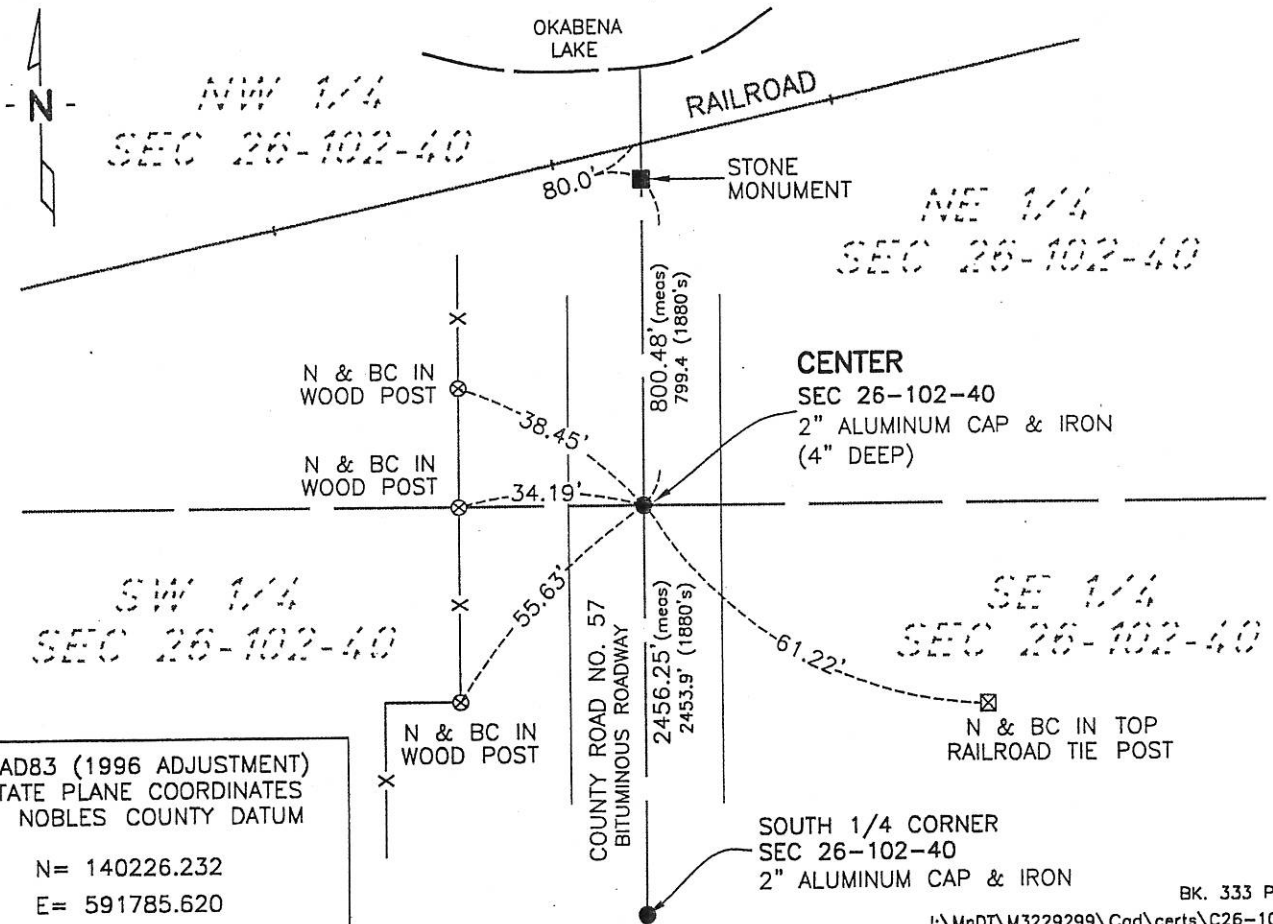 OKABENA
LAKE
N
NW 1/4
SEC 26-102-40
RAILROAD
80.0'
STONE
MONUMENT
NE 1/4
SEC 26-102-40
800.48' (meas)
799.4 (1880's)
N & BC IN
WOOD POST
38.45'
CENTER
SEC 26-102-40
2" ALUMINUM CAP & IRON
(4" DEEP)
N & BC IN
WOOD POST
34.19'
SW 1/4
SEC 26-102-40
55.63'
COUNTY ROAD NO. 57
BITUMINOUS ROADWAY
2456.25' (meas)
2453.9' (1880's)
61.22'
SE 1/4
SEC 26-102-40
N & BC IN
WOOD POST
N & BC IN TOP
RAILROAD TIE POST
AD83 (1996 ADJUSTMENT)
TATE PLANE COORDINATES
NOBLES COUNTY DATUM
N= 140226.232
E= 591785.620
SOUTH 1/4 CORNER
SEC 26-102-40
2" ALUMINUM CAP & IRON
BK. 333 P
\MnDT\M3229299\Cad\certs\C26-10